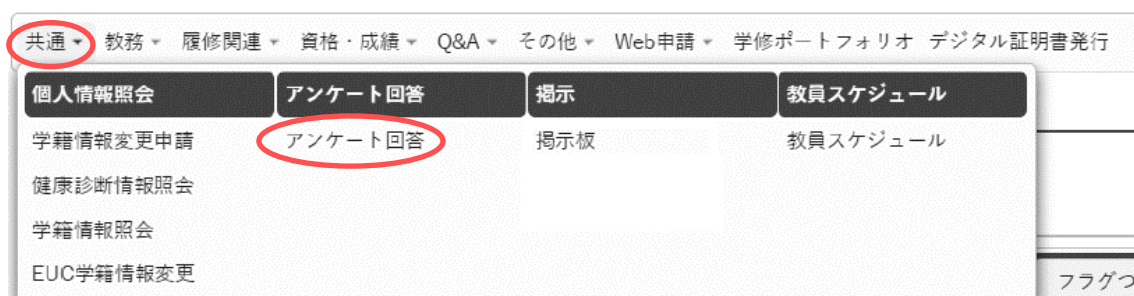 共通 教務 履修関連 資格・成績 Q&A その他 Web申請 学修ポートフォリオ デジタル証明書発行
個人情報照会 アンケート回答 掲示 教員スケジュール
学籍情報変更申請 アンケート回答 掲示板 教員スケジュール
健康診断情報照会
学籍情報照会
EUC学籍情報変更
フラグつ